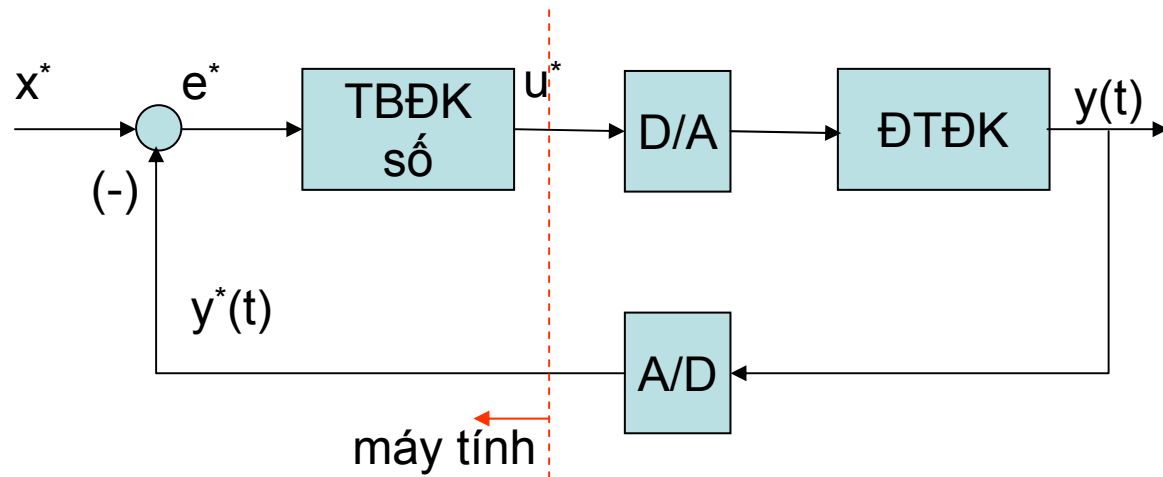 x*
e*
TBĐK
số
u*
D/A
ĐTĐK
y(t)
(-)
y*(t)
A/D
máy tính